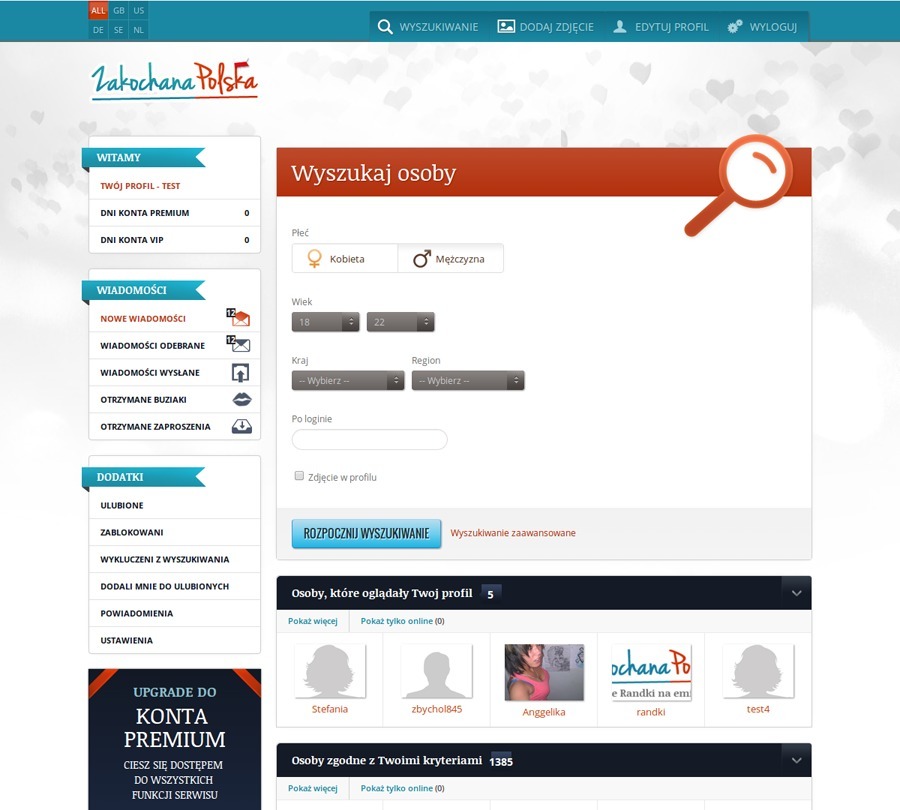 ALL GB US
DE SE NL
WYSZUKIWANIE DODAJ ZDJĘCIE EDYTUJ PROFIL WYLOGUJ
ZakochanaPolska
WITAMY
TWÓJ PROFIL - TEST
DNI KONTA PREMIUM 0
DNI KONTA VIP 0
WIADOMOŚCI
NOWE WIADOMOŚCI 12
WIADOMOŚCI ODEBRANE 12
WIADOMOŚCI WYSŁANE
OTRZYMANE BUZIAKI
OTRZYMANE ZAPROSZENIA
DODATKI
ULUBIONE
ZABLOKOWANI
WYKLUCZENI Z WYSZUKIWANIA
DODALI MNIE DO ULUBIONYCH
POWIADOMIENIA
USTAWIENIA
UPGRADE DO
KONTA
PREMIUM
CIESZ SIĘ DOSTĘPEM
DO WSZYSTKICH
FUNKCJI SERWISU
Wyszukaj osoby
Płeć
Kobieta Mężczyzna
Wiek
18 22
Kraj Region
-- Wybierz -- -- Wybierz --
Po loginie
Zdjęcie w profilu
ROZPOCZNIJ WYSZUKIWANIE Wyszukiwanie zaawansowane
Osoby, które oglądały Twoj profil 5
Pokaż więcej Pokaż tylko online (0)
ochana Po
e Randki na em
Stefania zbychol845 Anggelika randki test4
Osoby zgodne z Twoimi kryteriami 1385
Pokaż więcej Pokaż tylko online (0)